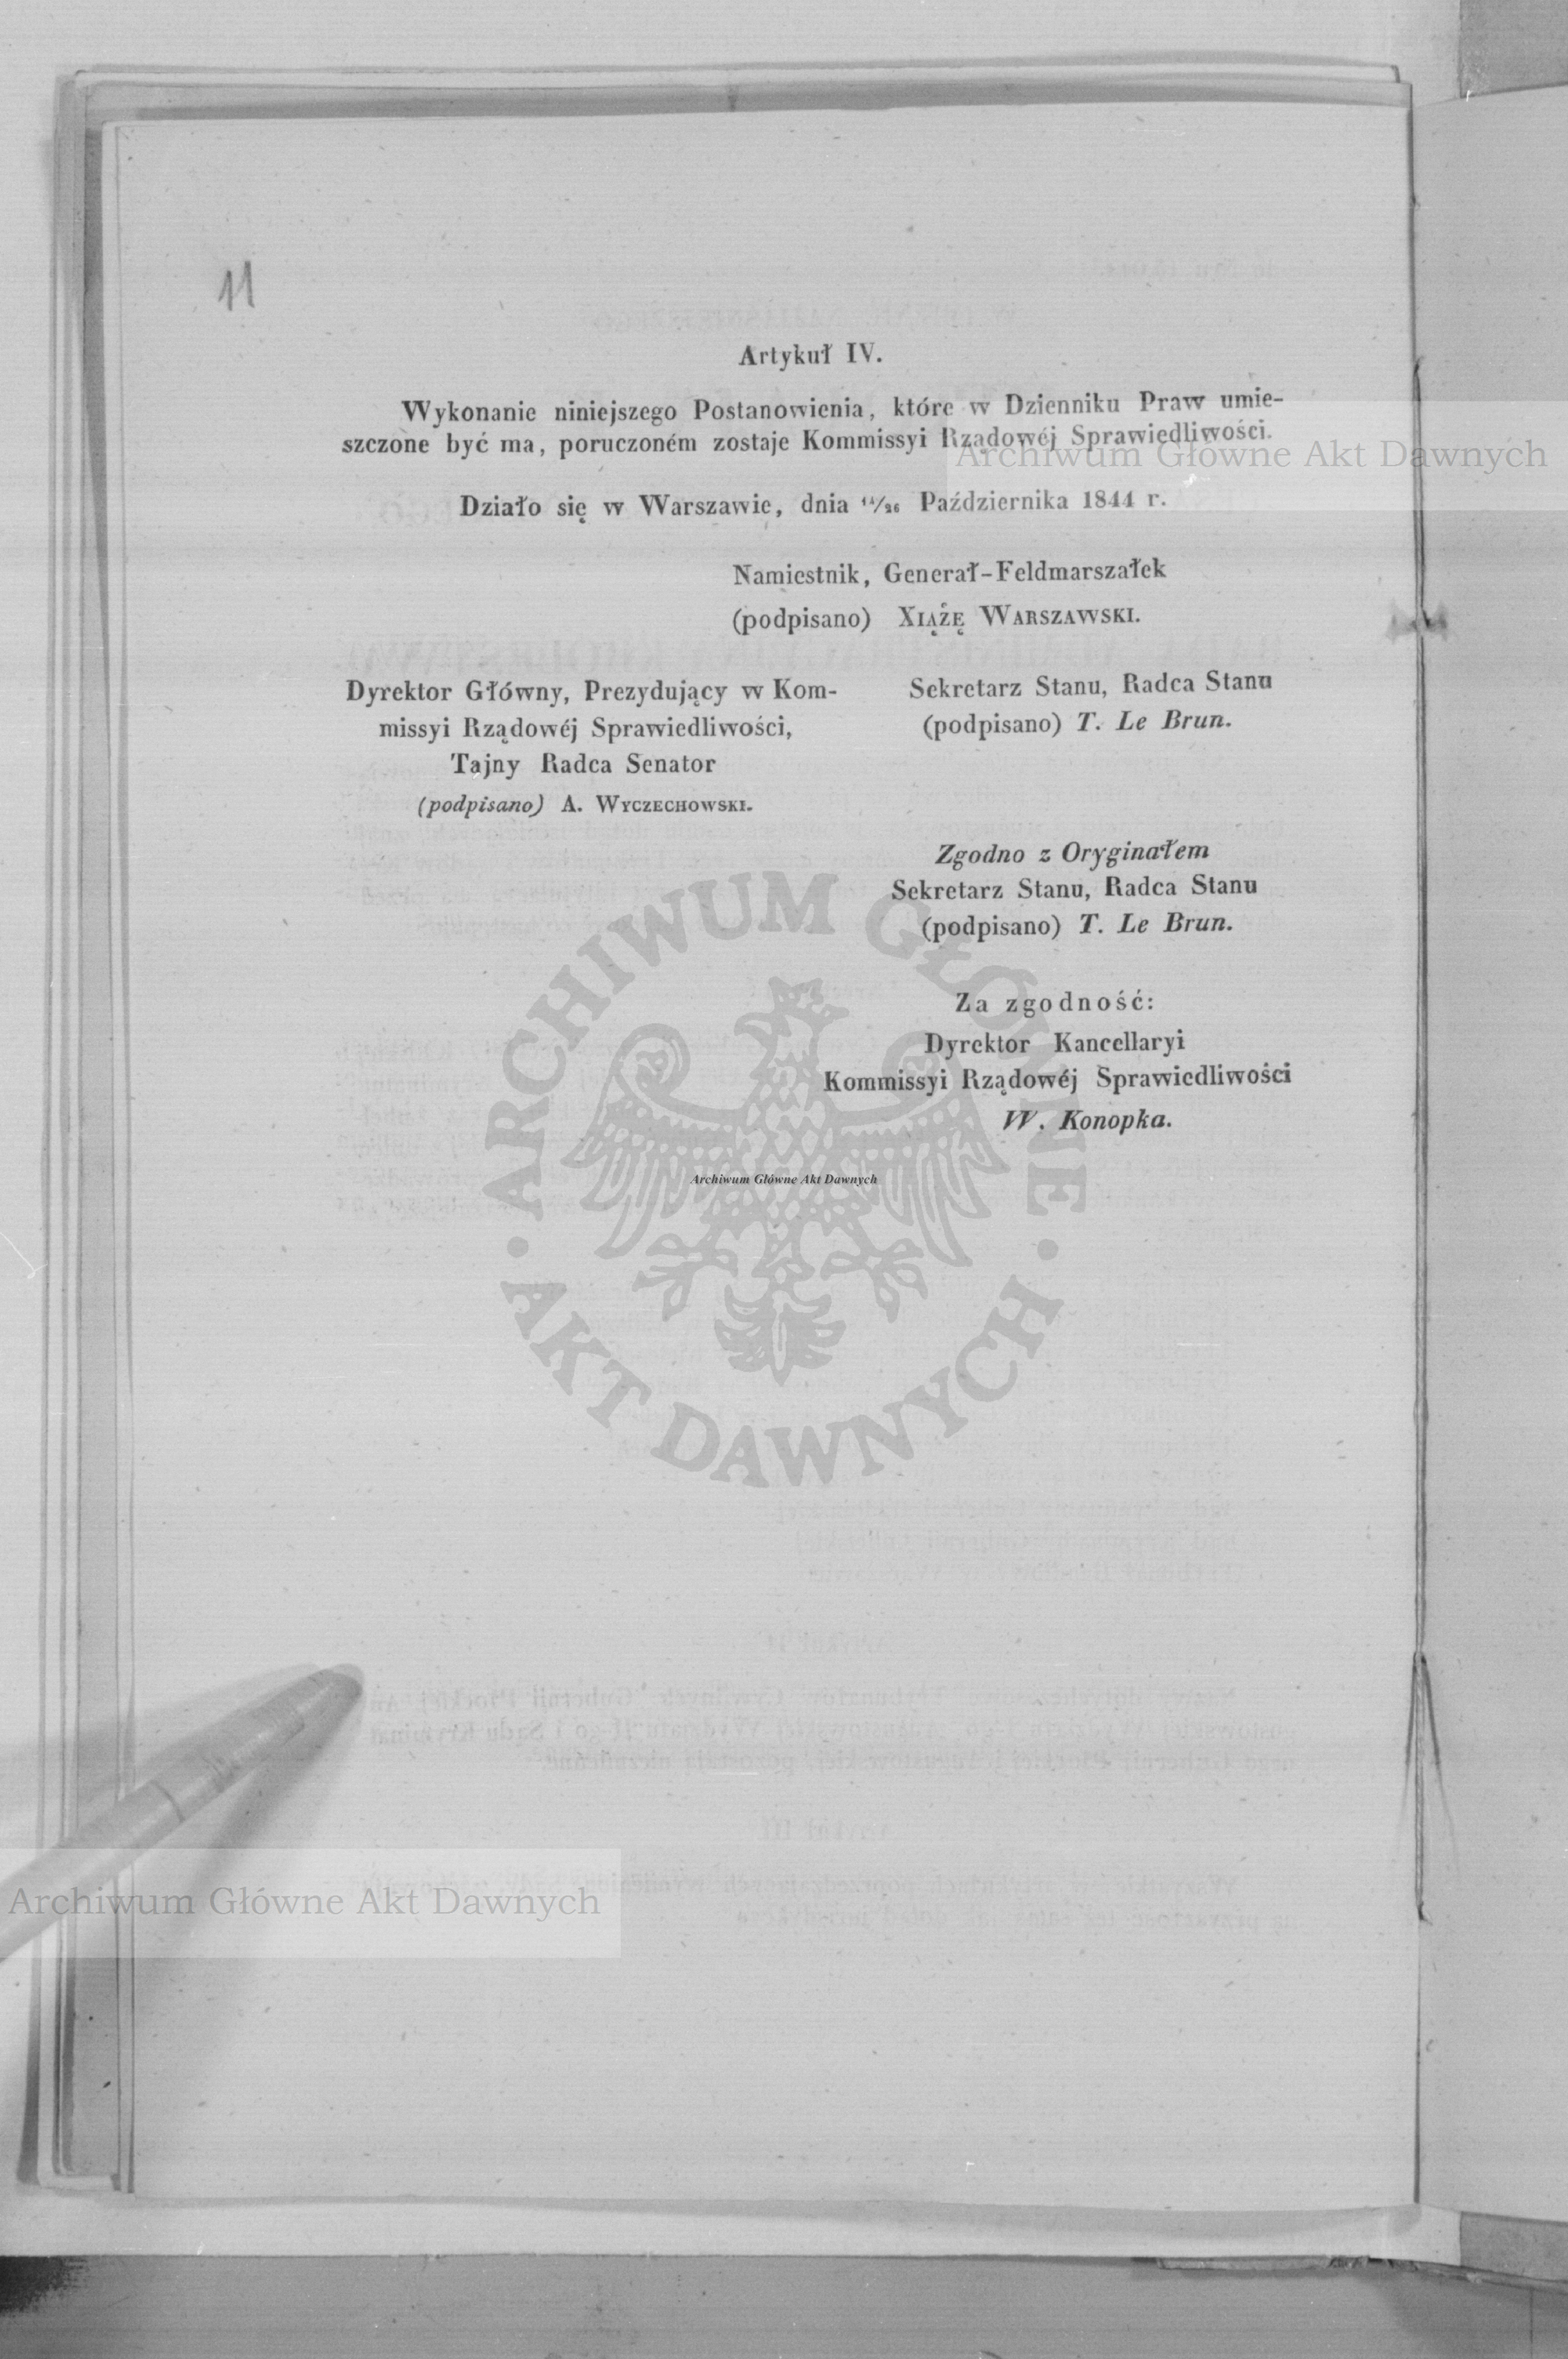 11
Artykuł IV.
Wykonanie niniejszego Postanowienia, które w Dzienniku Praw umie-
szczone być ma, poruczoném zostaje Kommissyi Rządowéj Sprawiedliwości.
Działo się w Warszawie, dnia 14/26 Października 1844 r.
Namiestnik, Generał-Feldmarszałek
(podpisano) Xiążę Warszawski.
Dyrektor Główny, Prezydujący w Kom-
missyi Rządowéj Sprawiedliwości,
Tajny Radca Senator
(podpisano) A. Wyczechowski.
Sekretarz Stanu, Radca Stanu
(podpisano) T. Le Brun.
Zgodno z Oryginałem
Sekretarz Stanu, Radca Stanu
(podpisano) T. Le Brun.
Za zgodność:
Dyrektor Kancellaryi
Kommissyi Rządowéj Sprawiedliwości
W. Konopka.
Archiwum Główne Akt Dawnych
ARCHIWUM GŁÓWNE · AKT DAWNYCH ·
Archiwum Główne Akt Dawnych
Archiwum Główne Akt Dawnych